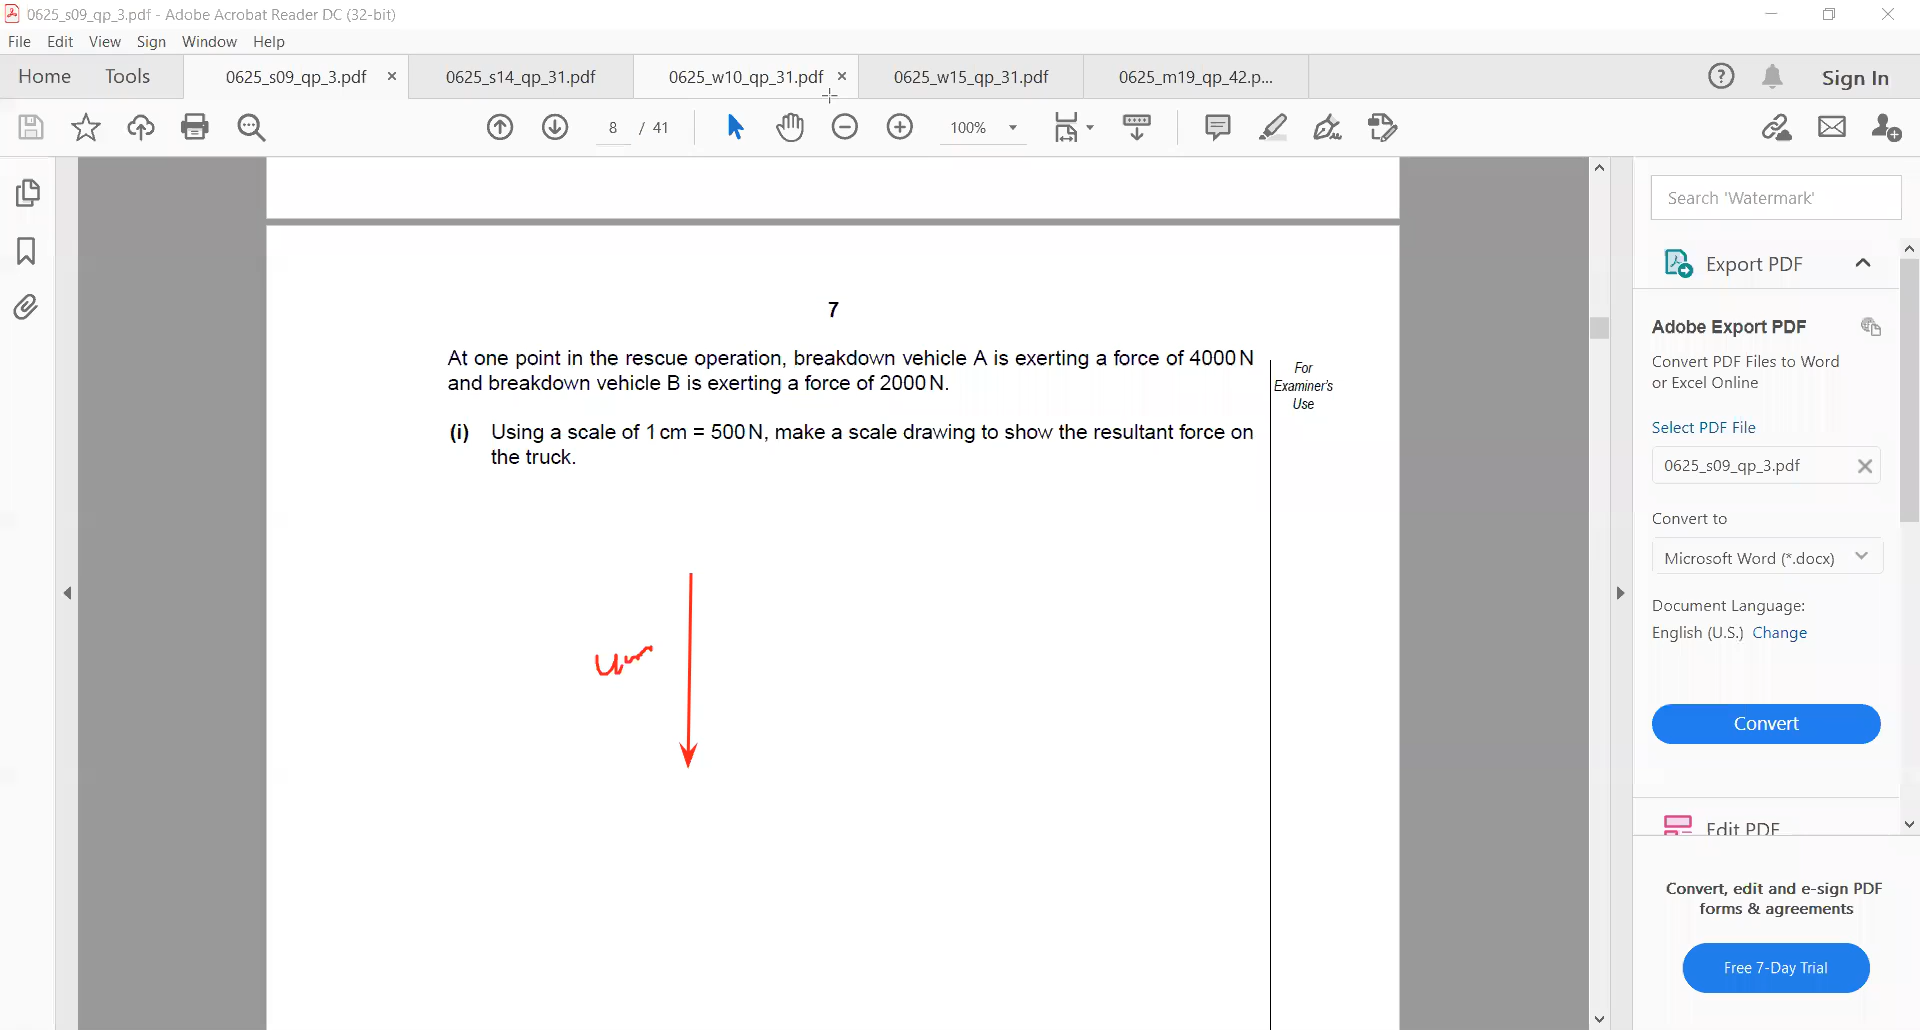 0625_s09_qp_3.pdf - Adobe Acrobat Reader DC (32-bit)
File Edit View Sign Window Help
Home Tools 0625_s09_qp_3.pdf 0625_s14_qp_31.pdf 0625_w10_qp_31.pdf 0625_w15_qp_31.pdf 0625_m19_qp_42.p... Sign In
8 / 41 100%
7
At one point in the rescue operation, breakdown vehicle A is exerting a force of 4000 N
and breakdown vehicle B is exerting a force of 2000 N.
For
Examiner's
Use
(i) Using a scale of 1 cm = 500 N, make a scale drawing to show the resultant force on
the truck.
Search 'Watermark'
Export PDF
Adobe Export PDF
Convert PDF Files to Word
or Excel Online
Select PDF File
0625_s09_qp_3.pdf
Convert to
Microsoft Word (*.docx)
Document Language:
English (U.S.) Change
Convert
Edit PDF
Convert, edit and e-sign PDF
forms & agreements
Free 7-Day Trial